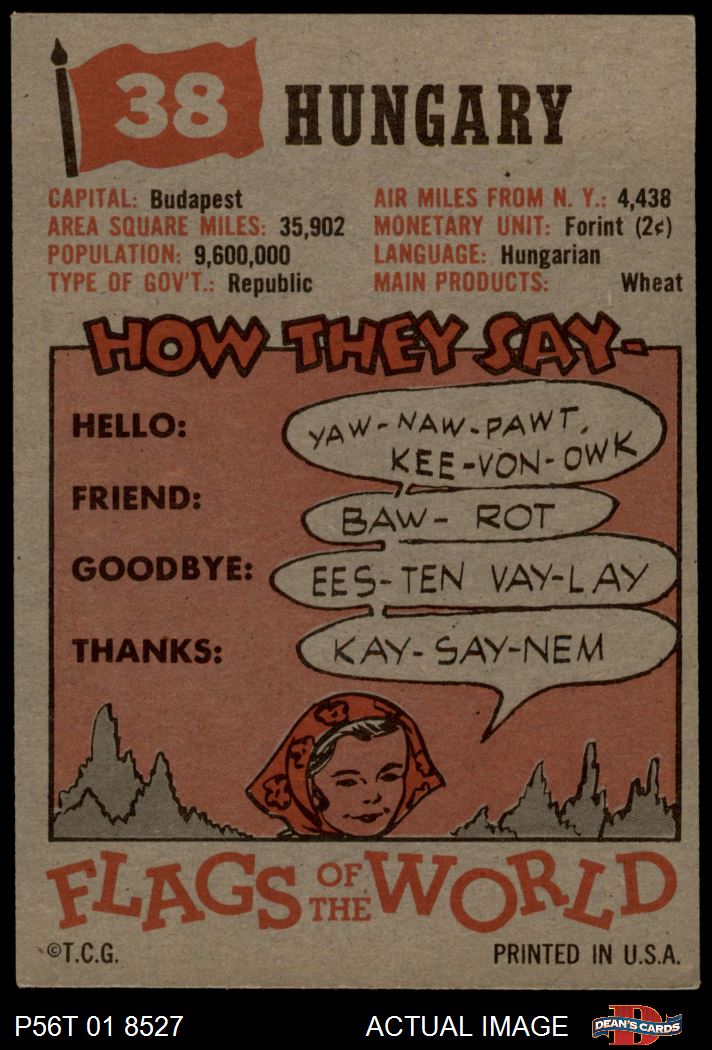 38 HUNGARY
CAPITAL: Budapest
AREA SQUARE MILES: 35,902
POPULATION: 9,600,000
TYPE OF GOV'T.: Republic
AIR MILES FROM N. Y.: 4,438
MONETARY UNIT: Forint (2¢)
LANGUAGE: Hungarian
MAIN PRODUCTS: Wheat
HOW THEY SAY-
HELLO: YAW-NAW-PAWT,
KEE-VON-OWK
FRIEND: BAW- ROT
GOODBYE: EES-TEN VAY-LAY
THANKS: KAY-SAY-NEM
FLAGS OF THE WORLD
©T.C.G.
PRINTED IN U.S.A.
P56T 01 8527
ACTUAL IMAGE
D
DEAN'S CARDS